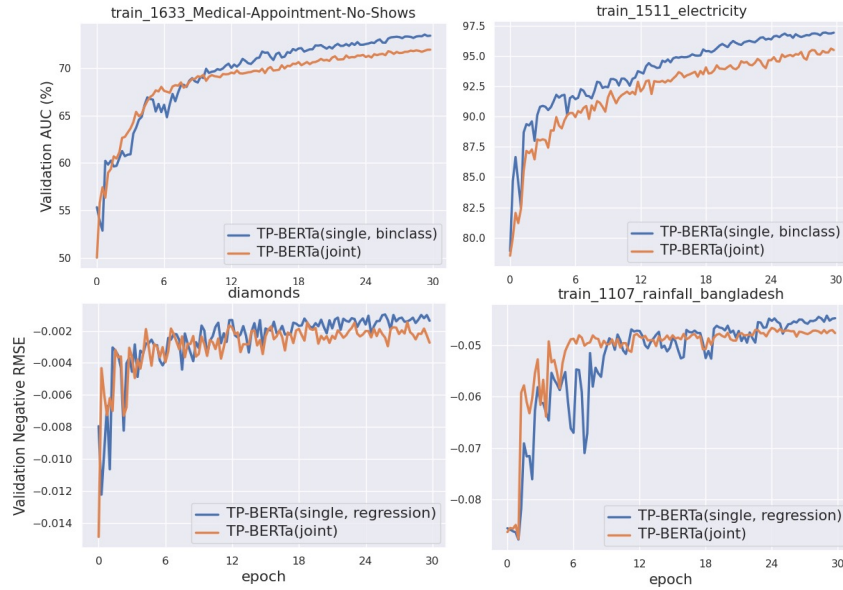 train_1633_Medical-Appointment-No-Shows
Validation AUC (%)
70
65
60
55
50
0 6 12 18 24 30
TP-BERTa(single, binclass)
TP-BERTa(joint)
train_1511_electricity
97.5
95.0
92.5
90.0
87.5
85.0
82.5
80.0
0 6 12 18 24 30
TP-BERTa(single, binclass)
TP-BERTa(joint)
diamonds
Validation Negative RMSE
−0.002
−0.004
−0.006
−0.008
−0.010
−0.012
−0.014
0 6 12 18 24 30
TP-BERTa(single, regression)
TP-BERTa(joint)
epoch
train_1107_rainfall_bangladesh
−0.05
−0.06
−0.07
−0.08
0 6 12 18 24 30
TP-BERTa(single, regression)
TP-BERTa(joint)
epoch